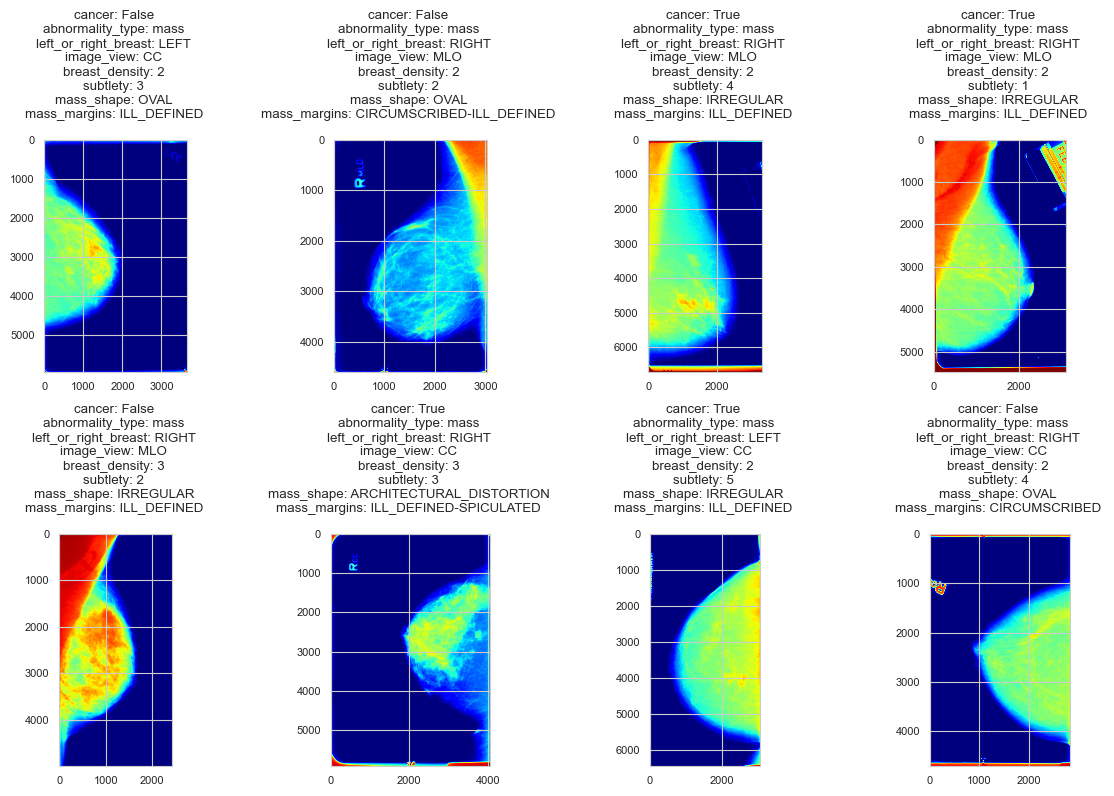 cancer: False
abnormality_type: mass
left_or_right_breast: LEFT
image_view: CC
breast_density: 2
subtlety: 3
mass_shape: OVAL
mass_margins: ILL_DEFINED
0
1000
2000
3000
4000
5000
0
1000
2000
3000
cancer: False
abnormality_type: mass
left_or_right_breast: RIGHT
image_view: MLO
breast_density: 2
subtlety: 2
mass_shape: OVAL
mass_margins: CIRCUMSCRIBED-ILL_DEFINED
0
1000
2000
3000
4000
R
0
1000
2000
3000
cancer: True
abnormality_type: mass
left_or_right_breast: RIGHT
image_view: MLO
breast_density: 2
subtlety: 4
mass_shape: IRREGULAR
mass_margins: ILL_DEFINED
0
1000
2000
3000
4000
5000
6000
0
2000
cancer: True
abnormality_type: mass
left_or_right_breast: RIGHT
image_view: MLO
breast_density: 2
subtlety: 1
mass_shape: IRREGULAR
mass_margins: ILL_DEFINED
0
1000
2000
3000
4000
5000
0
2000
cancer: False
abnormality_type: mass
left_or_right_breast: RIGHT
image_view: MLO
breast_density: 3
subtlety: 2
mass_shape: IRREGULAR
mass_margins: ILL_DEFINED
0
1000
2000
3000
4000
0
1000
2000
cancer: True
abnormality_type: mass
left_or_right_breast: RIGHT
image_view: CC
breast_density: 3
subtlety: 3
mass_shape: ARCHITECTURAL_DISTORTION
mass_margins: ILL_DEFINED-SPICULATED
0
1000
2000
3000
4000
5000
R
0
2000
4000
cancer: True
abnormality_type: mass
left_or_right_breast: LEFT
image_view: CC
breast_density: 2
subtlety: 5
mass_shape: IRREGULAR
mass_margins: ILL_DEFINED
0
1000
2000
3000
4000
5000
6000
0
2000
cancer: False
abnormality_type: mass
left_or_right_breast: RIGHT
image_view: CC
breast_density: 2
subtlety: 4
mass_shape: OVAL
mass_margins: CIRCUMSCRIBED
0
1000
2000
3000
4000
0
1000
2000